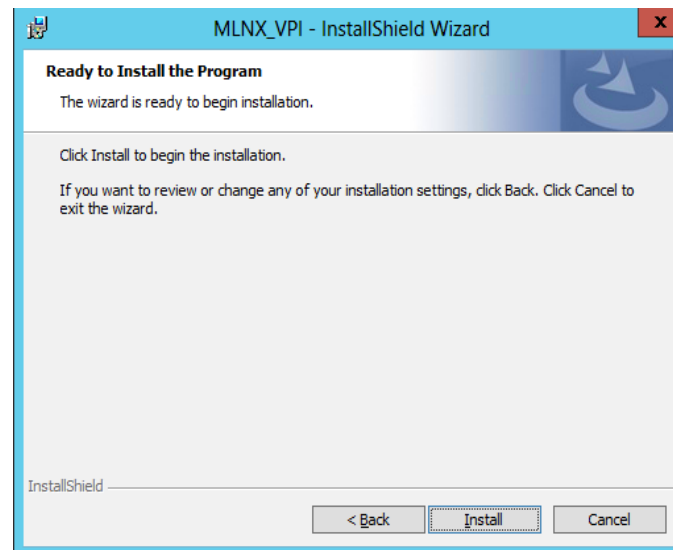 MLNX_VPI - InstallShield Wizard
x
Ready to Install the Program
The wizard is ready to begin installation.
Click Install to begin the installation.
If you want to review or change any of your installation settings, click Back. Click Cancel to
exit the wizard.
InstallShield
< Back Install Cancel